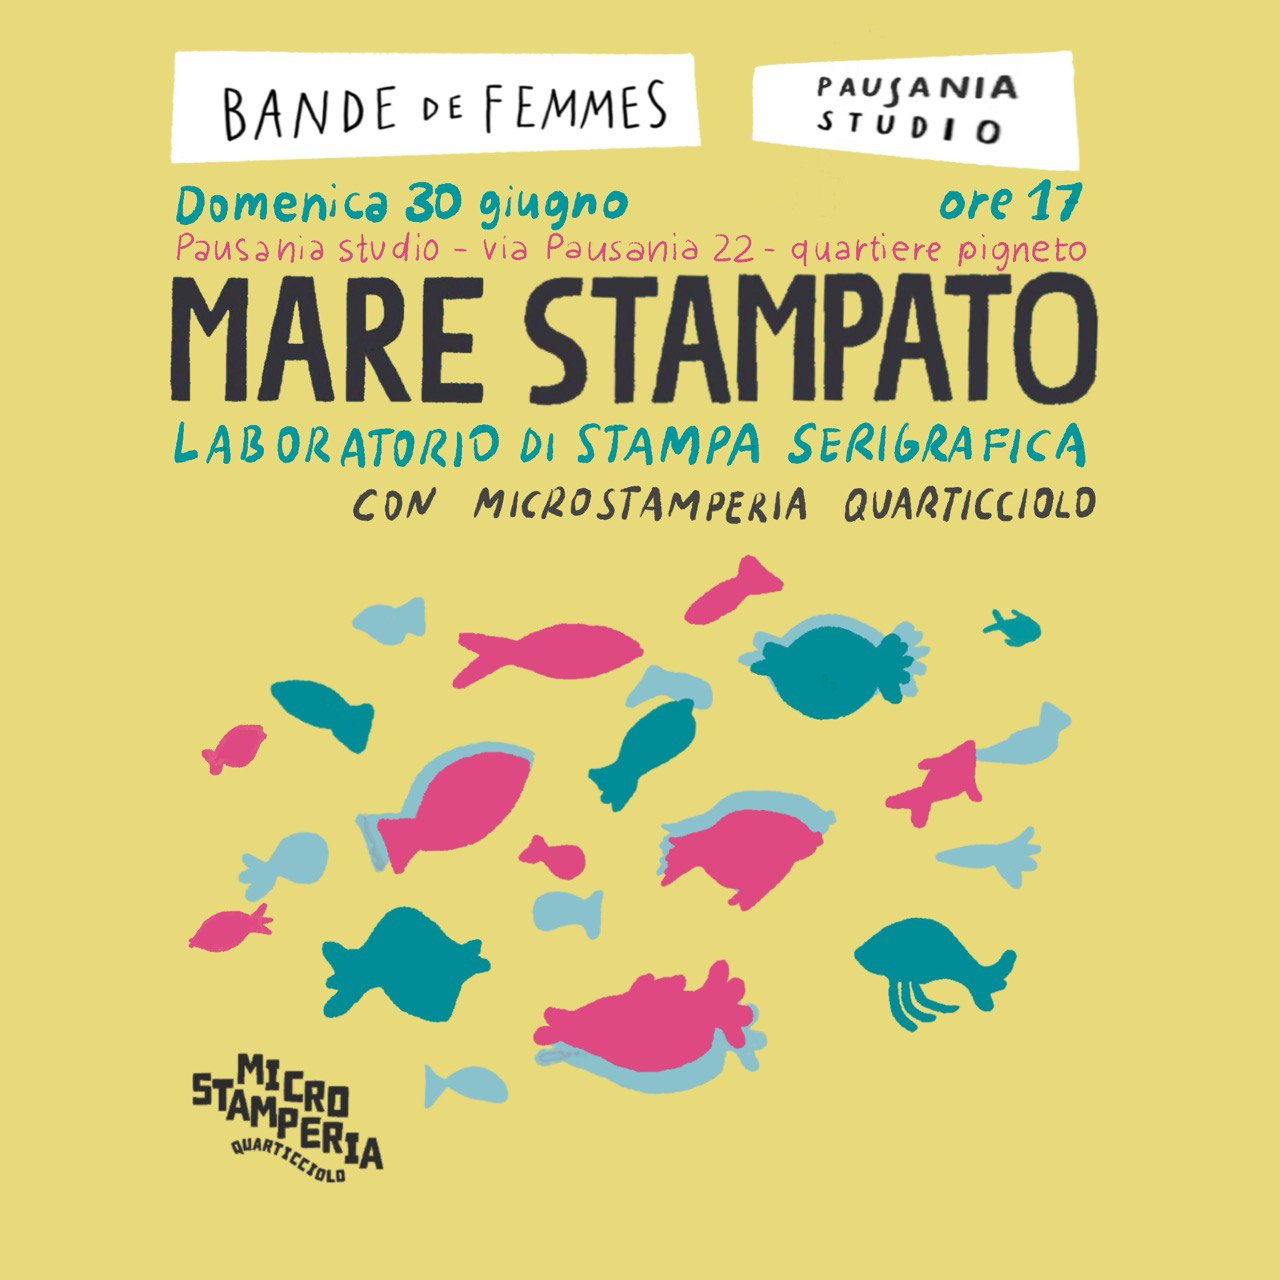 BANDE DE FEMMES
PAUSANIA
STUDIO
Domenica 30 giugno
ore 17
Pausania studio - via Pausania 22 - quartiere pigneto
MARE STAMPATO
LABORATORIO DI STAMPA SERIGRAFICA
CON MICROSTAMPERIA QUARTICCIOLO
MICRO
STAMPERIA
QUARTICCIOLO